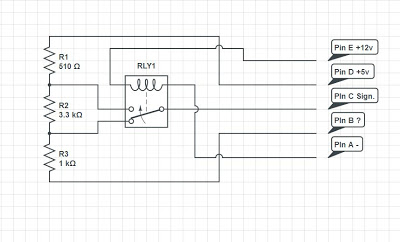 R1
510 Ω
RLY1
R2
3.3 kΩ
R3
1 kΩ
Pin E +12v
Pin D +5v
Pin C Sign.
Pin B ?
Pin A -